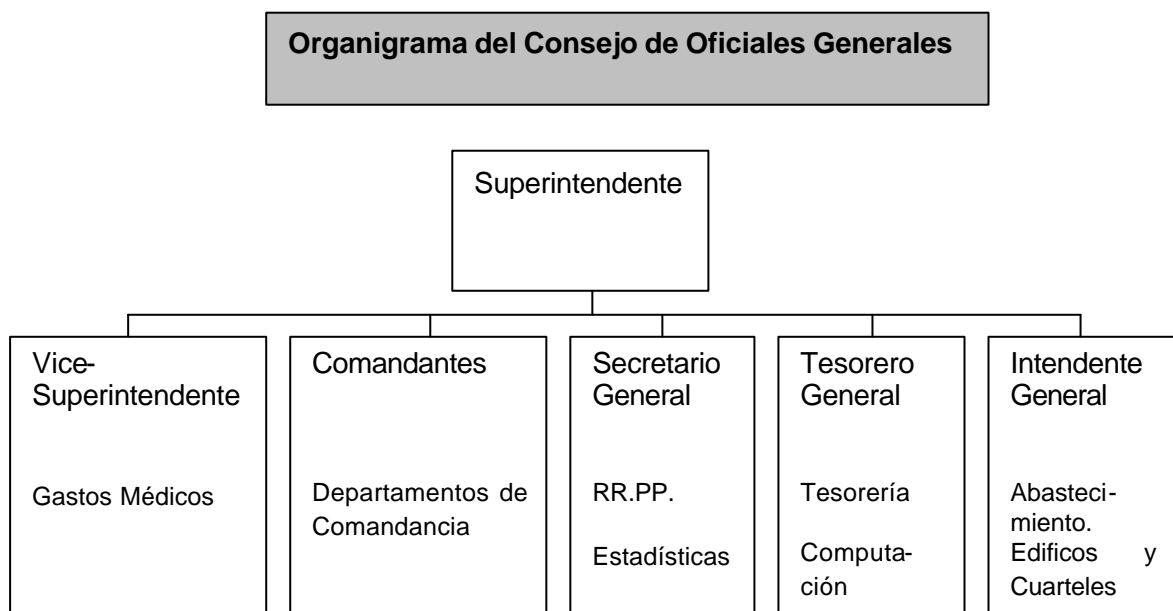 Organigrama del Consejo de Oficiales Generales
Superintendente
Vice-
Superintendente
Gastos Médicos
Comandantes
Departamentos de
Comandancia
Secretario
General
RR.PP.
Estadísticas
Tesorero
General
Tesorería
Computa-
ción
Intendente
General
Abasteci-
miento.
Edificos y
Cuarteles